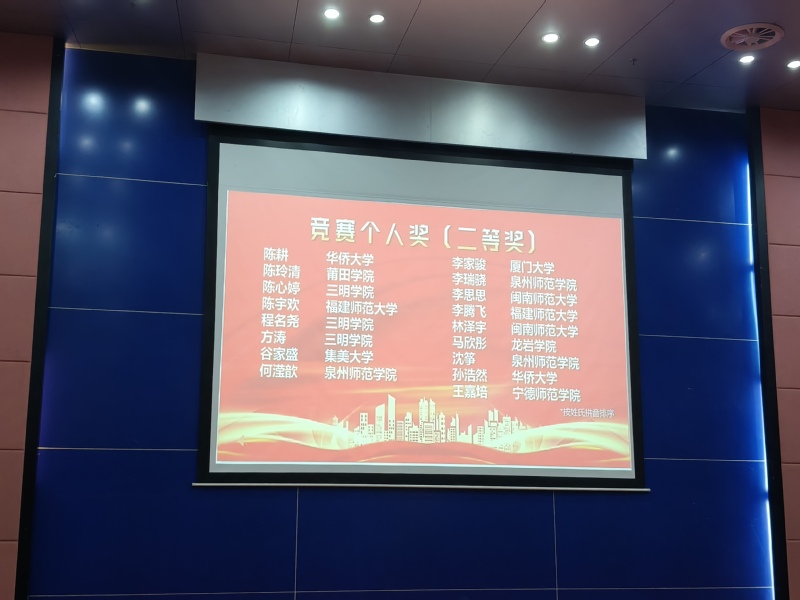 竞赛个人奖（二等奖）
陈耕 华侨大学
陈玲清 莆田学院
陈心婷 三明学院
陈宇欢 福建师范大学
程名尧 三明学院
方涛 三明学院
谷家盛 集美大学
何滢歆 泉州师范学院
李家骏 厦门大学
李瑞骁 泉州师范学院
李思思 闽南师范大学
李腾飞 福建师范大学
林泽宇 闽南师范大学
马欣彤 龙岩学院
沈筝 泉州师范学院
孙浩然 华侨大学
王嘉培 宁德师范学院
*按姓氏拼音排序